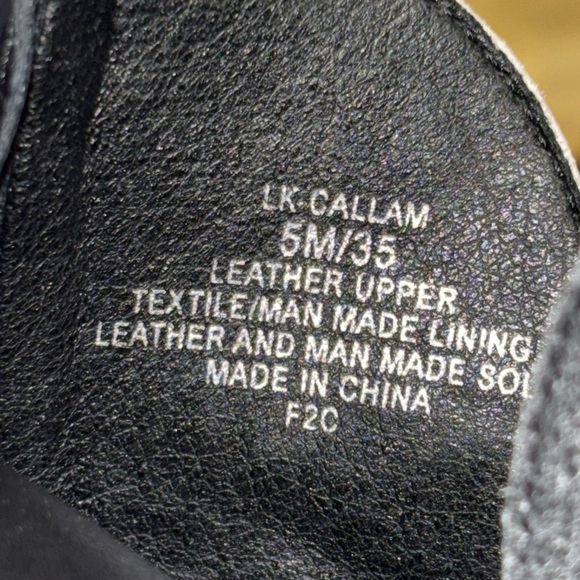 LK-CALLAM
5M/35
LEATHER UPPER
TEXTILE/MAN MADE LINING
LEATHER AND MAN MADE SOL
MADE IN CHINA
F2C